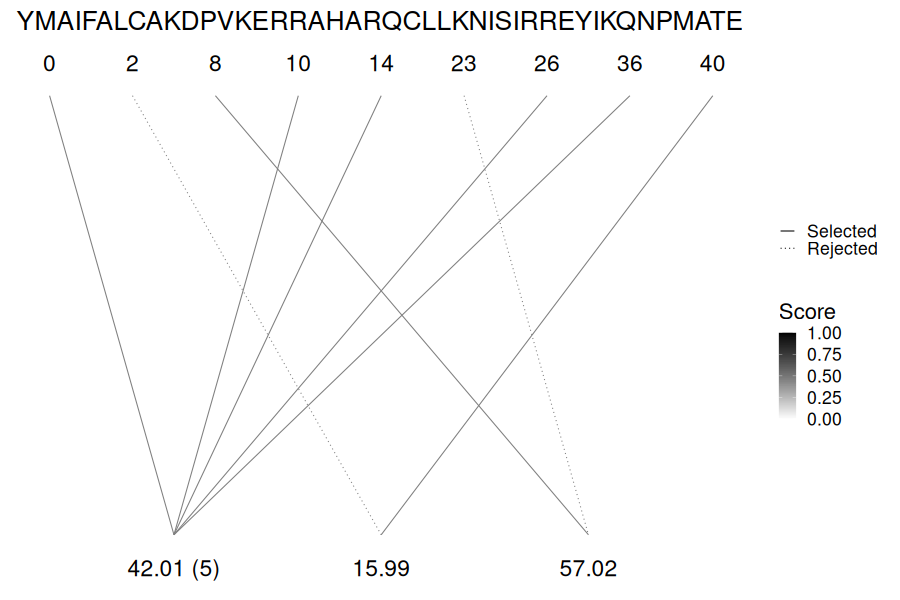 YMAIFALCAKDPVKERRAHARQCLLKNISIRREYIKQNPMATE
0 2 8 10 14 23 26 36 40
Selected
Rejected
Score
1.00
0.75
0.50
0.25
0.00
42.01 (5) 15.99 57.02